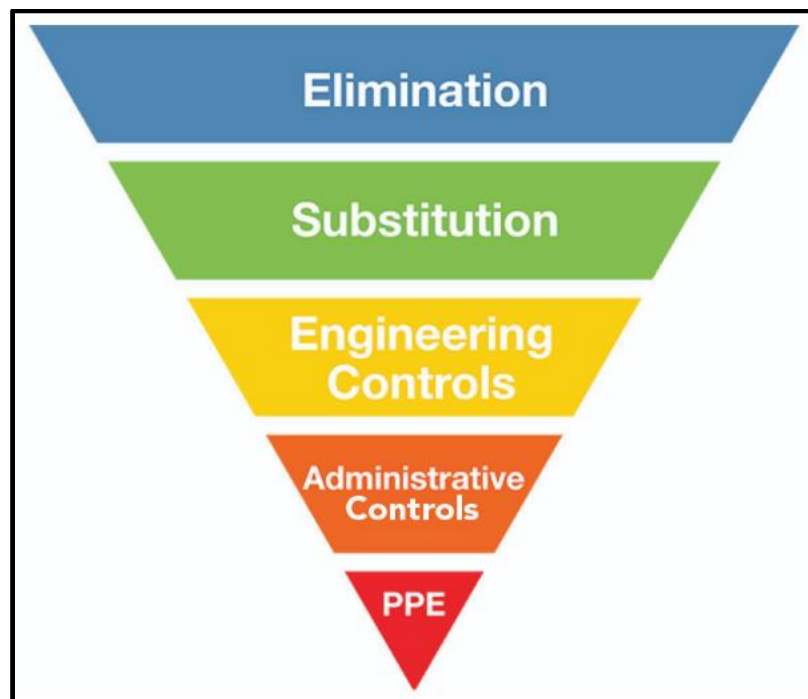 Elimination
Substitution
Engineering
Controls
Administrative
Controls
PPE